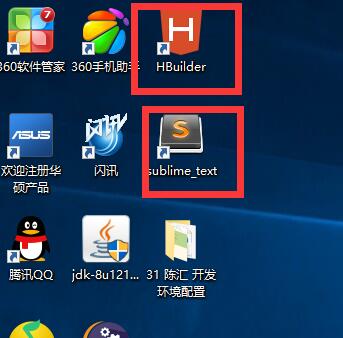 7
360软件管家
360手机助手
H
HBuilder
ASUS
闪讯
S
欢迎注册华
硕产品
闪讯
sublime_text
腾讯QQ
jdk-8u121...
31 陈汇 开发
环境配置